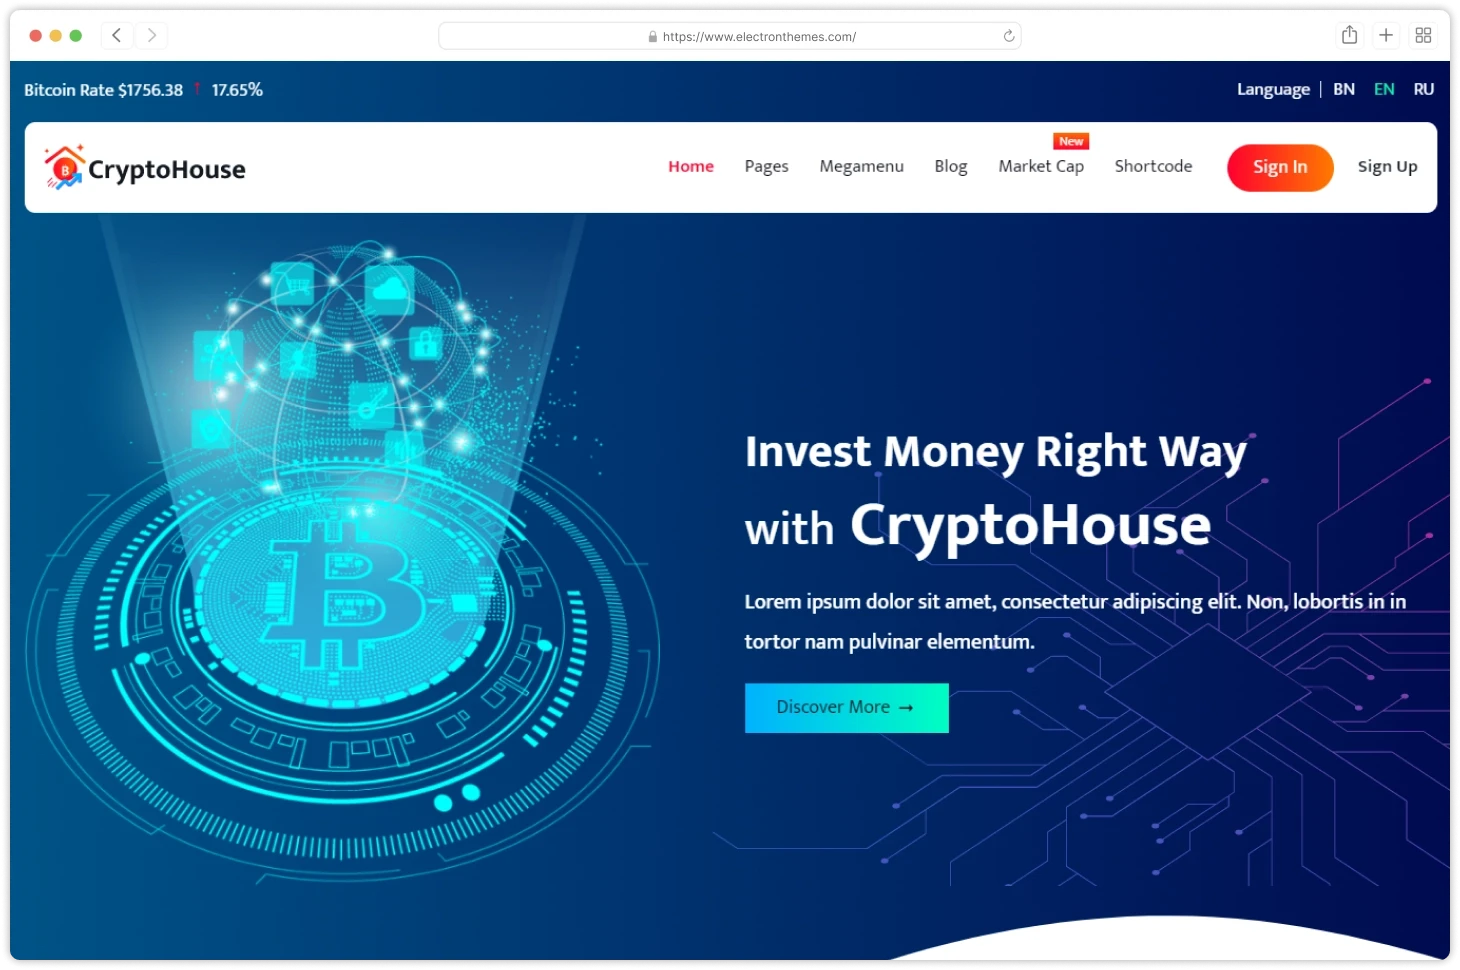 https://www.electronthemes.com/
Bitcoin Rate $1756.38 ↑ 17.65%
Language | BN EN RU
CryptoHouse
Home Pages Megamenu Blog Market Cap New Shortcode Sign In Sign Up
Invest Money Right Way
with CryptoHouse
Lorem ipsum dolor sit amet, consectetur adipiscing elit. Non, lobortis in in
tortor nam pulvinar elementum.
Discover More →